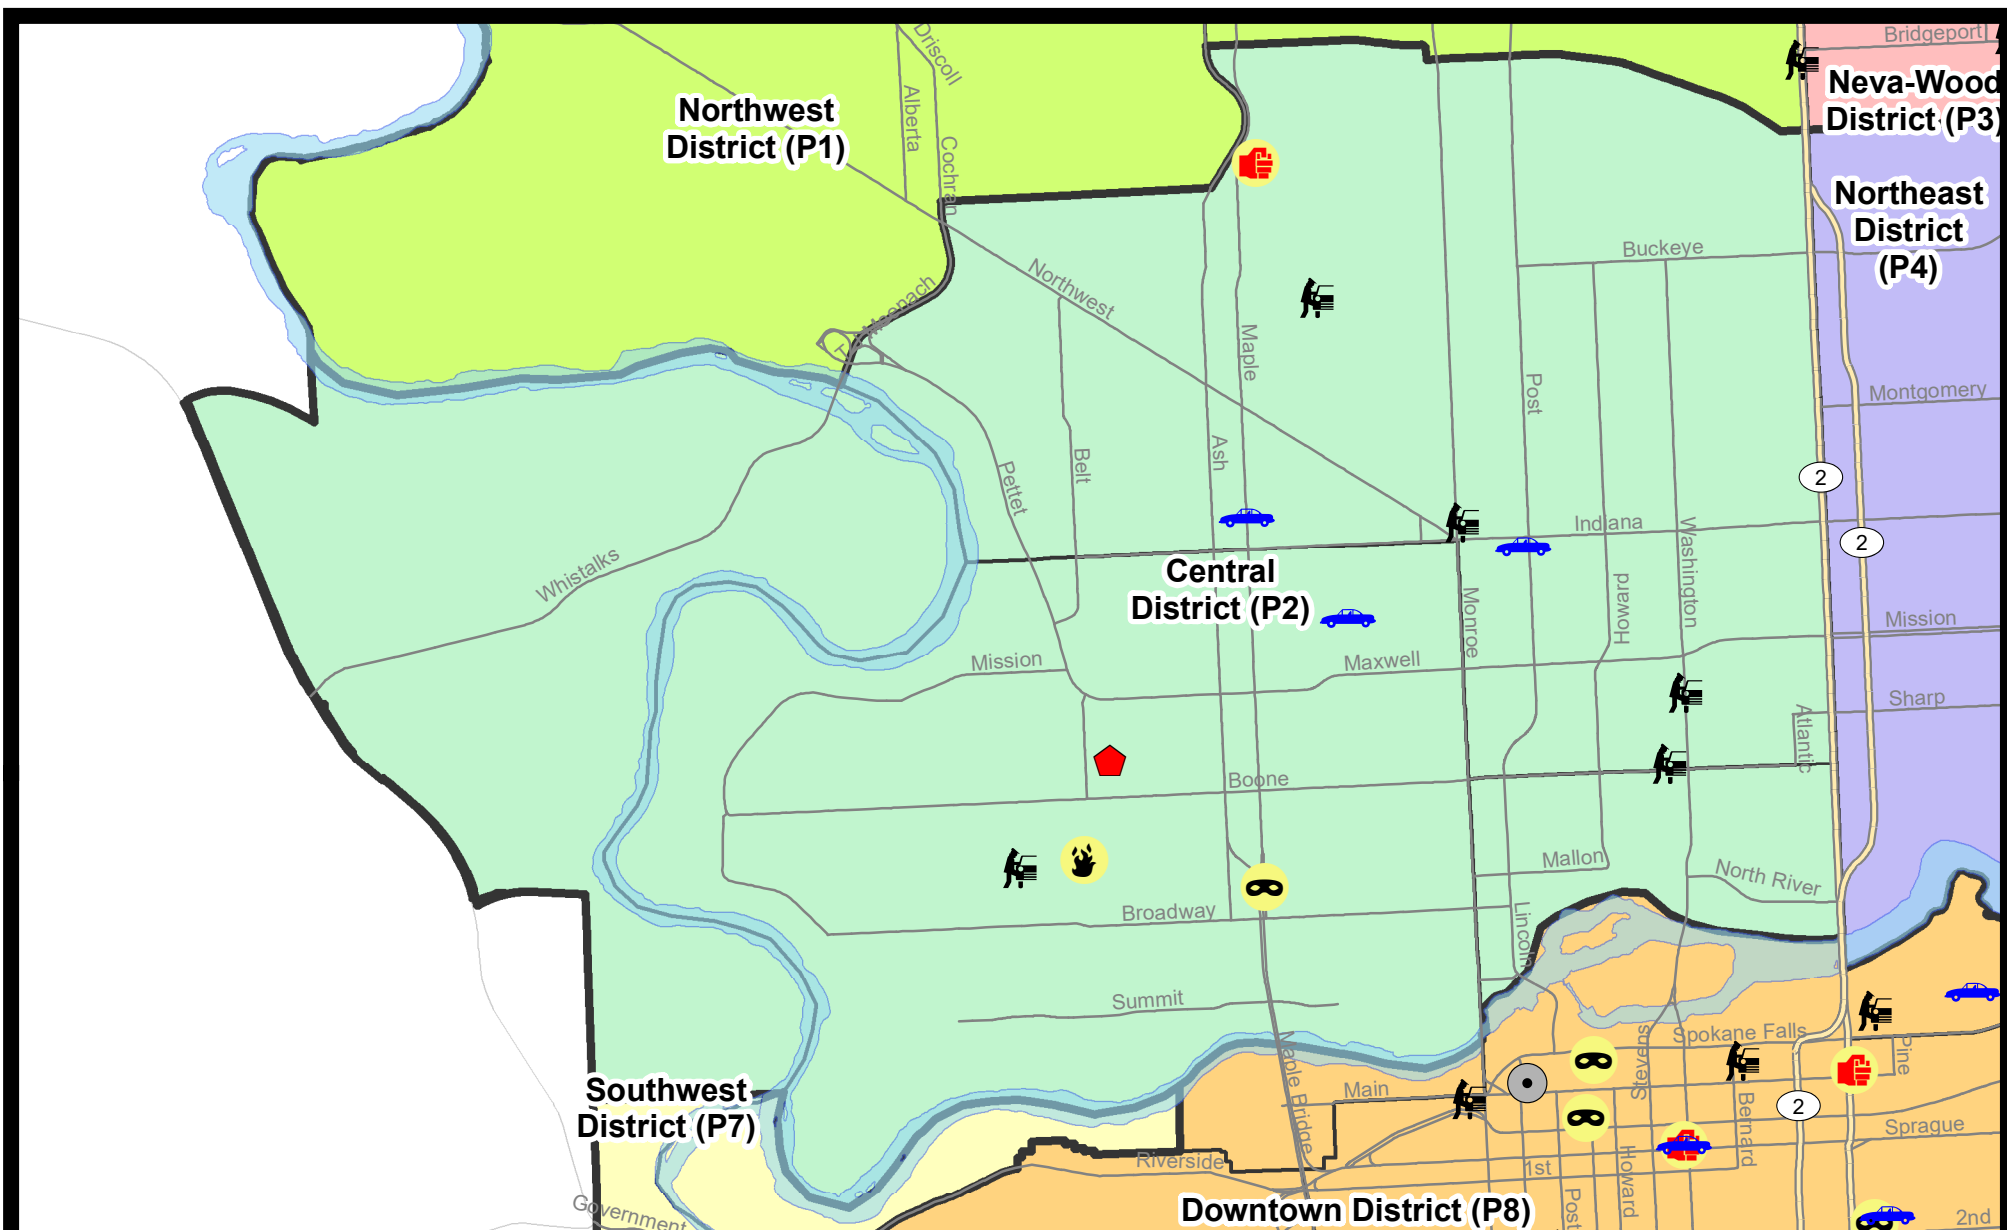 Bridgeport
Driscoll
Alberta
Cochran
Northwest
District (P1)
Neva-Wood
District (P3)
Northeast
District
(P4)
Buckeye
Northwest
Maple
Post
Montgomery
Ash
Belt
Pettet
2
2
Indiana
Washington
Whistalks
Central
District (P2)
Howard
Monroe
Mission
Mission
Maxwell
Sharp
Atlantic
Boone
Mallon
North River
Broadway
Lincoln
Summit
Spokane Falls
Stevens
Pine
Maple Bridge
Main
Bernard
2
Southwest
District (P7)
Sprague
Riverside
1st
Howard
Post
Government
Downtown District (P8)
2nd